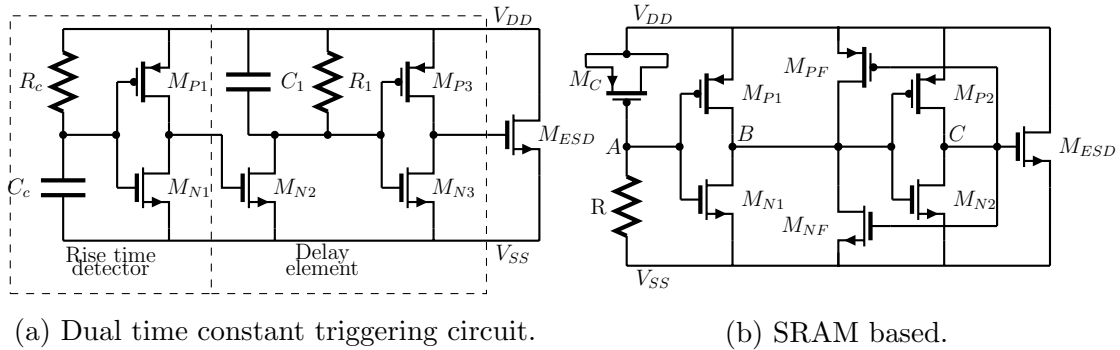 V_DD
R_c
M_P1
C_1
R_1
M_P3
M_ESD
C_c
M_N1
M_N2
M_N3
V_SS
Rise time
detector
Delay
element
(a) Dual time constant triggering circuit.
V_DD
M_C
M_P1
M_PF
M_P2
A
B
C
M_ESD
R
M_N1
M_NF
M_N2
V_SS
(b) SRAM based.